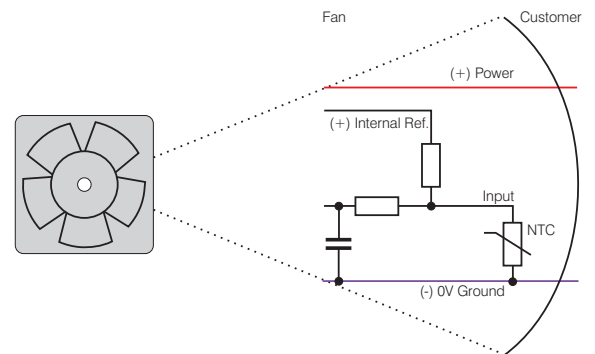 Fan
Customer
(+) Power
(+) Internal Ref.
Input
NTC
(-) 0V Ground